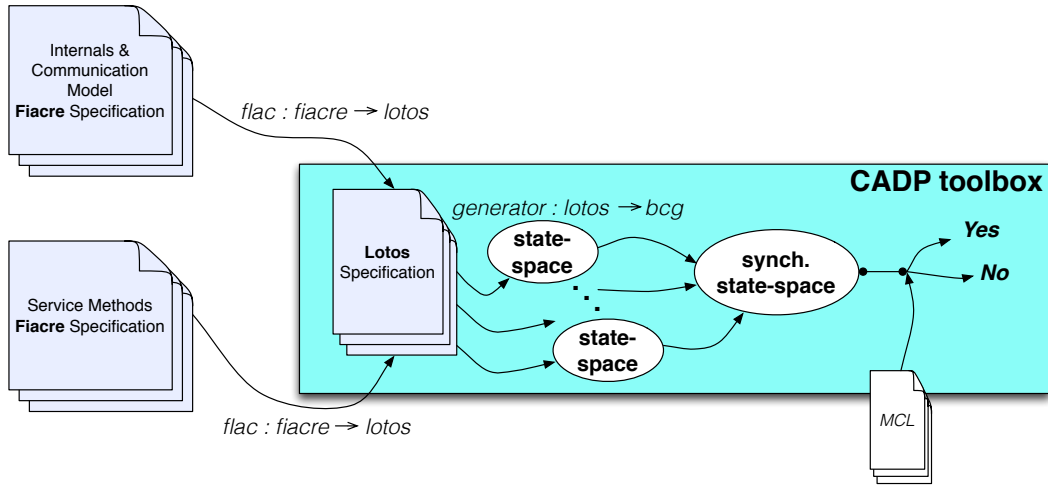 Internals &
Communication
Model
Fiacre Specification
flac : fiacre → lotos
CADP toolbox
generator : lotos → bcg
Lotos
Specification
state-
space
synch.
state-space
Yes
No
. . .
state-
space
Service Methods
Fiacre Specification
flac : fiacre → lotos
MCL